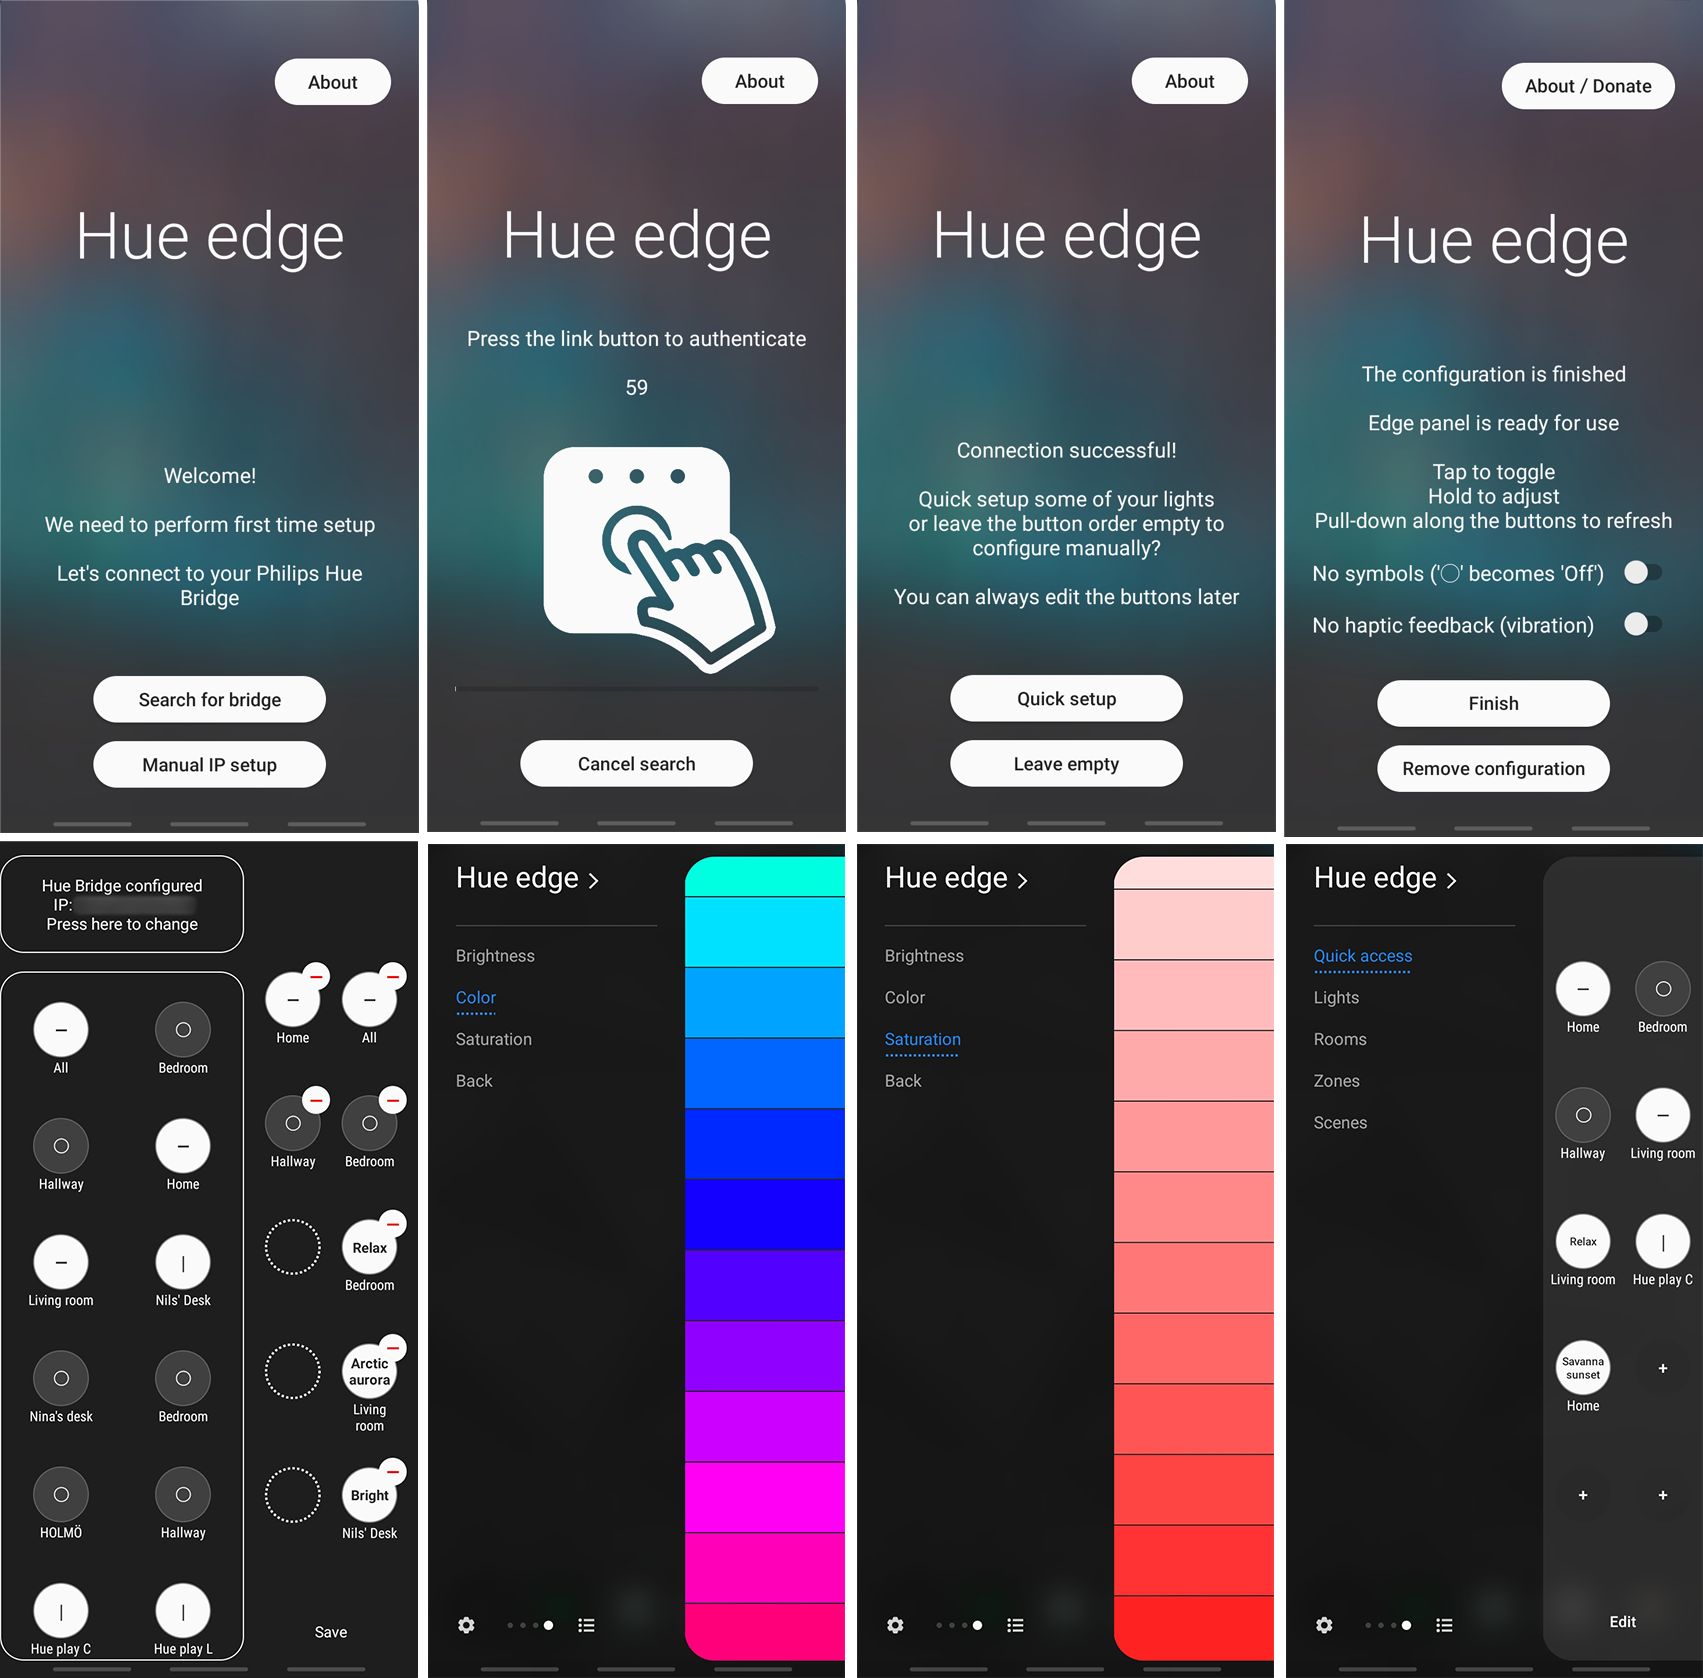 About
Hue edge
Welcome!
We need to perform first time setup
Let's connect to your Philips Hue
Bridge
Search for bridge
Manual IP setup
About
Hue edge
Press the link button to authenticate
59
Cancel search
About
Hue edge
Connection successful!
Quick setup some of your lights
or leave the button order empty to
configure manually?
You can always edit the buttons later
Quick setup
Leave empty
About / Donate
Hue edge
The configuration is finished
Edge panel is ready for use
Tap to toggle
Hold to adjust
Pull-down along the buttons to refresh
No symbols ('◯' becomes 'Off')
No haptic feedback (vibration)
Finish
Remove configuration
Hue Bridge configured
IP:
Press here to change
All
Bedroom
Hallway
Home
Living room
Nils' Desk
Nina's desk
Bedroom
HOLMÖ
Hallway
Hue play C
Hue play L
Home
All
Hallway
Bedroom
Relax
Bedroom
Arctic
aurora
Living
room
Bright
Nils' Desk
Save
Hue edge >
Brightness
Color
Saturation
Back
Hue edge >
Brightness
Color
Saturation
Back
Hue edge >
Quick access
Lights
Rooms
Zones
Scenes
Home
Bedroom
Hallway
Living room
Relax
Living room
Hue play C
Savanna
sunset
Home
+
+
+
Edit